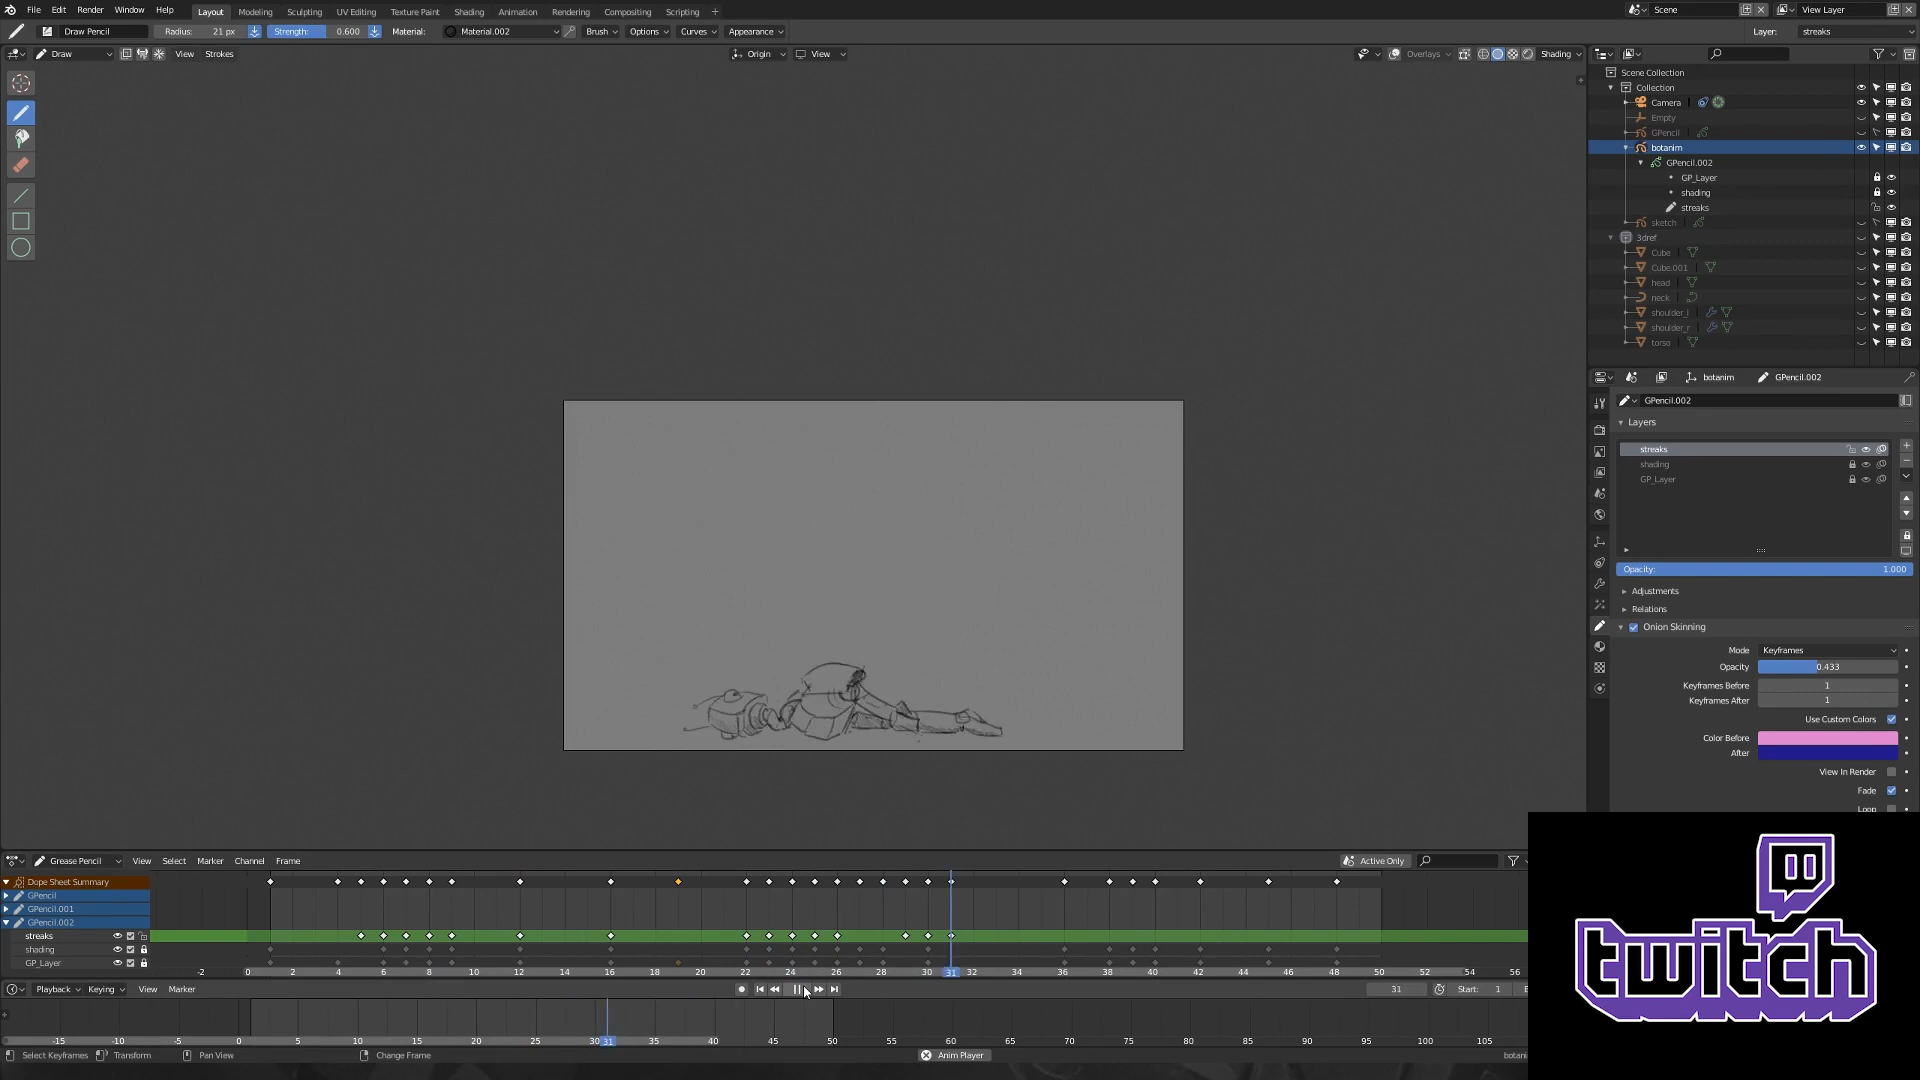 File Edit Render Window Help Layout Modeling Sculpting UV Editing Texture Paint Shading Animation Rendering Compositing Scripting + Scene View Layer
Draw Pencil Radius: 21 px Strength: 0.600 Material: Material.002 Brush Options Curves Appearance Layer: streaks
Draw View Strokes Origin View Overlays Shading
Scene Collection
Collection
Camera
Empty
GPencil
botanim
GPencil.002
GP_Layer
shading
streaks
sketch
3dref
Cube
Cube.001
head
neck
shoulder_l
shoulder_r
torso
botanim GPencil.002
GPencil.002
Layers
streaks
shading
GP_Layer
Opacity: 1.000
Adjustments
Relations
Onion Skinning
Mode Keyframes
Opacity 0.433
Keyframes Before 1
Keyframes After 1
Use Custom Colors
Color Before
After
View In Render
Fade
Loop
Grease Pencil View Select Marker Channel Frame Active Only
Dope Sheet Summary
GPencil
GPencil.001
GPencil.002
streaks
shading
GP_Layer
-2 0 2 4 6 8 10 12 14 16 18 20 22 24 26 28 30 31 32 34 36 38 40 42 44 46 48 50 52 54 56
Playback Keying View Marker 31 Start: 1
-15 -10 -5 0 5 10 15 20 25 30 31 35 40 45 50 55 60 65 70 75 80 85 90 95 100 105
Select Keyframes Transform Pan View Change Frame Anim Player botani
twitch